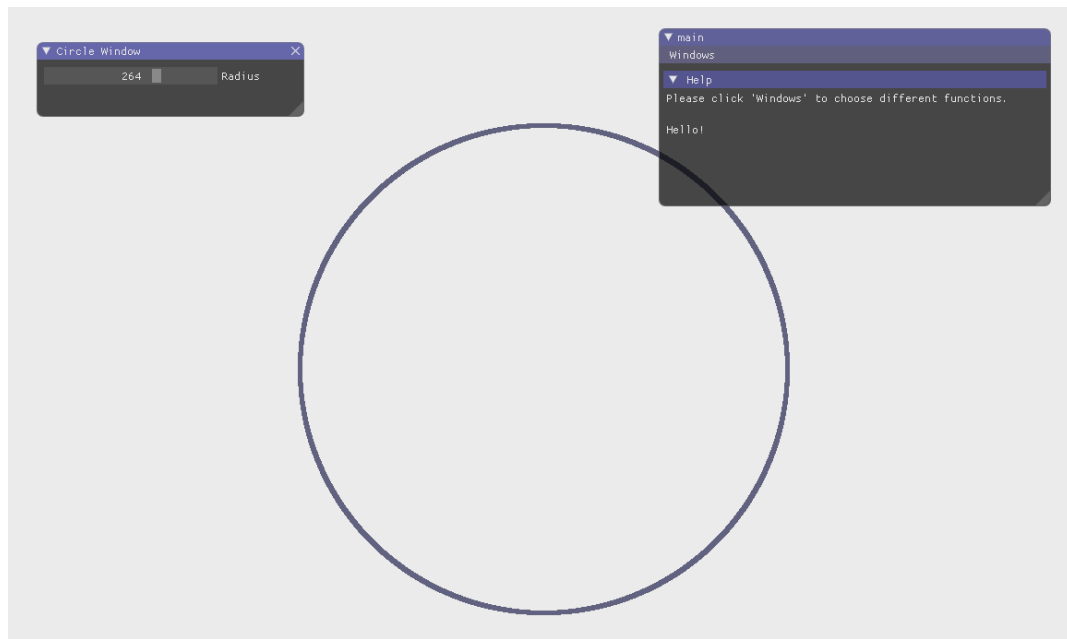 Circle Window
264 Radius
main
Windows
Help
Please click 'Windows' to choose different functions.
Hello!